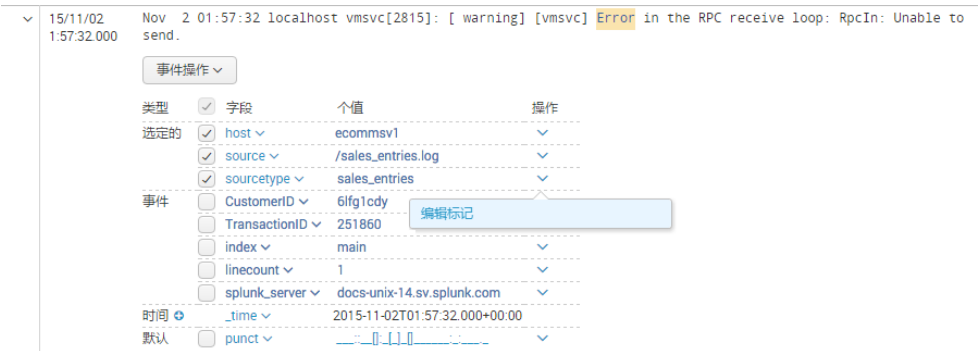 15/11/02 Nov 2 01:57:32 localhost vmsvc[2815]: [ warning] [vmsvc] Error in the RPC receive loop: RpcIn: Unable to
1:57:32.000 send.
事件操作
类型 字段 个值 操作
选定的 host ecommsv1
source /sales_entries.log
sourcetype sales_entries
事件 CustomerID 6lfg1cdy
编辑标记
TransactionID 251860
index main
linecount 1
splunk_server docs-unix-14.sv.splunk.com
时间 _time 2015-11-02T01:57:32.000+00:00
默认 punct